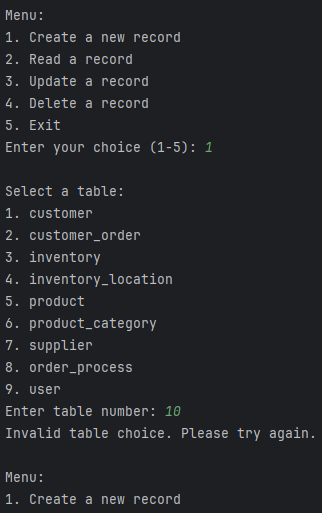 Menu:
1. Create a new record
2. Read a record
3. Update a record
4. Delete a record
5. Exit
Enter your choice (1-5): 1
Select a table:
1. customer
2. customer_order
3. inventory
4. inventory_location
5. product
6. product_category
7. supplier
8. order_process
9. user
Enter table number: 10
Invalid table choice. Please try again.
Menu:
1. Create a new record